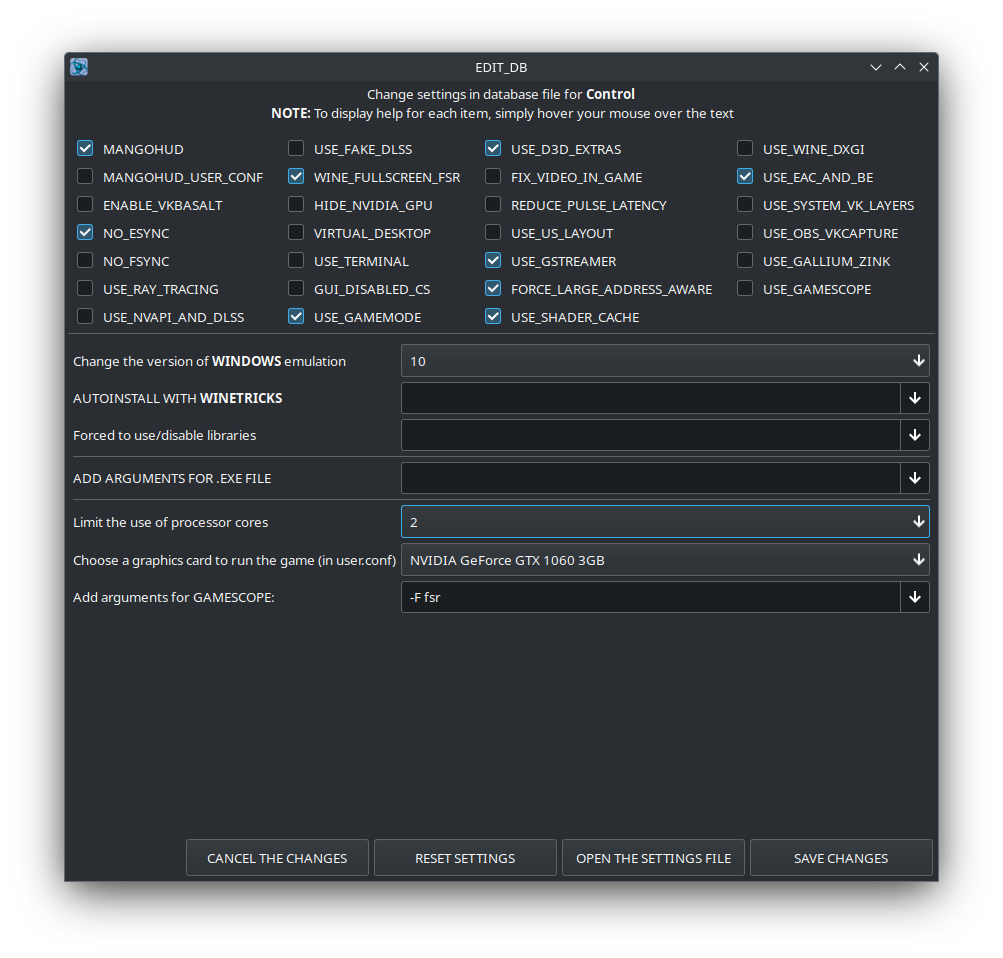 EDIT_DB
Change settings in database file for Control
NOTE: To display help for each item, simply hover your mouse over the text
MANGOHUD USE_FAKE_DLSS USE_D3D_EXTRAS USE_WINE_DXGI
MANGOHUD_USER_CONF WINE_FULLSCREEN_FSR FIX_VIDEO_IN_GAME USE_EAC_AND_BE
ENABLE_VKBASALT HIDE_NVIDIA_GPU REDUCE_PULSE_LATENCY USE_SYSTEM_VK_LAYERS
NO_ESYNC VIRTUAL_DESKTOP USE_US_LAYOUT USE_OBS_VKCAPTURE
NO_FSYNC USE_TERMINAL USE_GSTREAMER USE_GALLIUM_ZINK
USE_RAY_TRACING GUI_DISABLED_CS FORCE_LARGE_ADDRESS_AWARE USE_GAMESCOPE
USE_NVAPI_AND_DLSS USE_GAMEMODE USE_SHADER_CACHE
Change the version of WINDOWS emulation 10
AUTOINSTALL WITH WINETRICKS
Forced to use/disable libraries
ADD ARGUMENTS FOR .EXE FILE
Limit the use of processor cores 2
Choose a graphics card to run the game (in user.conf) NVIDIA GeForce GTX 1060 3GB
Add arguments for GAMESCOPE: -F fsr
CANCEL THE CHANGES RESET SETTINGS OPEN THE SETTINGS FILE SAVE CHANGES